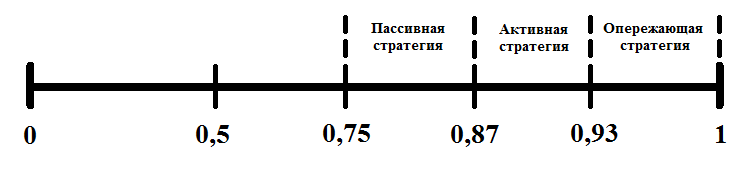 Пассивная
стратегия
Активная
стратегия
Опережающая
стратегия
0
0,5
0,75
0,87
0,93
1